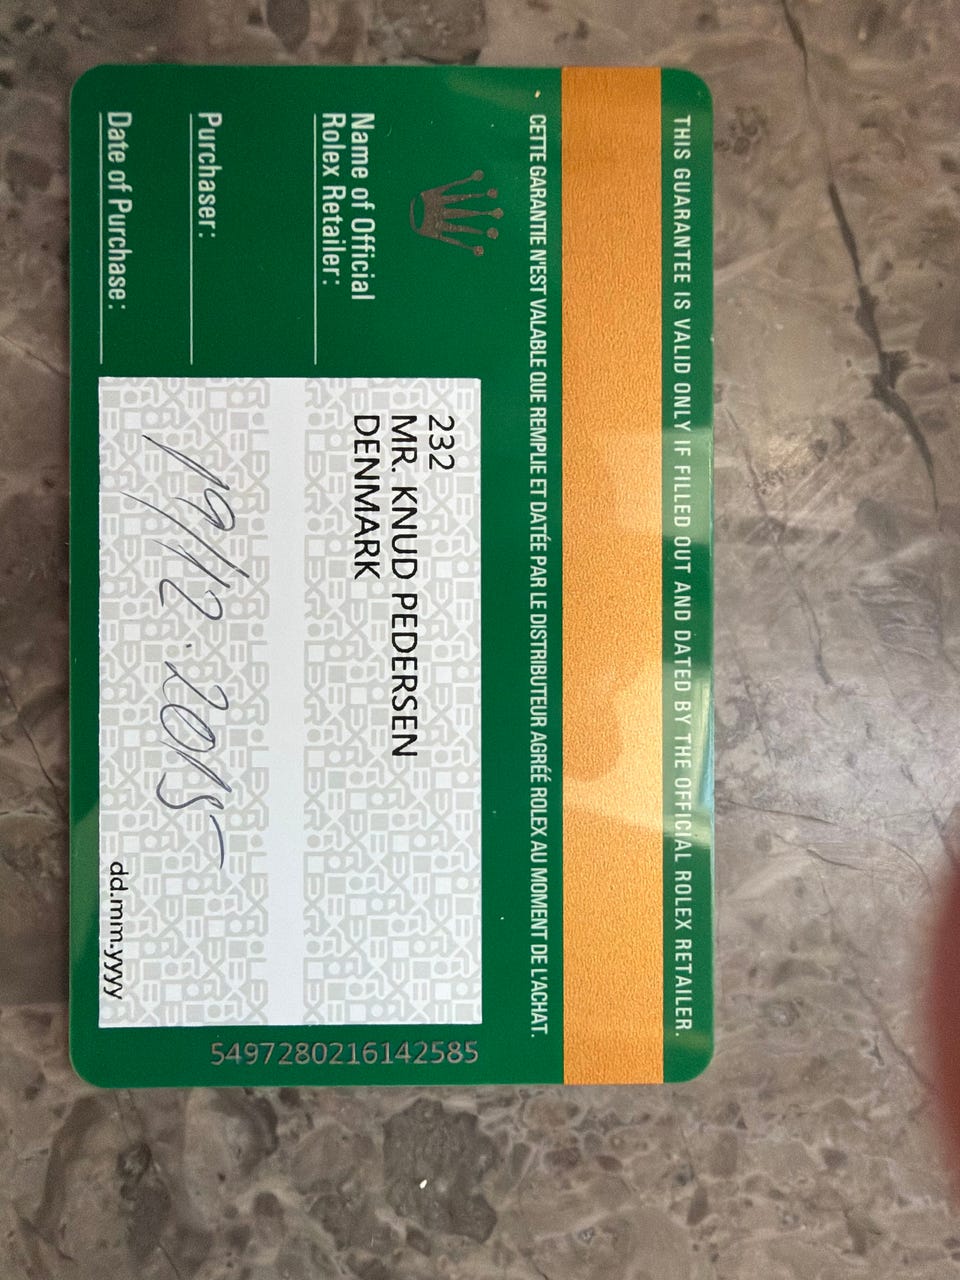 THIS GUARANTEE IS VALID ONLY IF FILLED OUT AND DATED BY THE OFFICIAL ROLEX RETAILER.
CETTE GARANTIE N'EST VALABLE QUE REMPLIE ET DATÉE PAR LE DISTRIBUTEUR AGRÉÉ ROLEX AU MOMENT DE L'ACHAT.
Name of Official
Rolex Retailer:
232
MR. KNUD PEDERSEN
DENMARK
Purchaser:
Date of Purchase:
19/12.2015
dd.mm.yyyy
5497280216142585